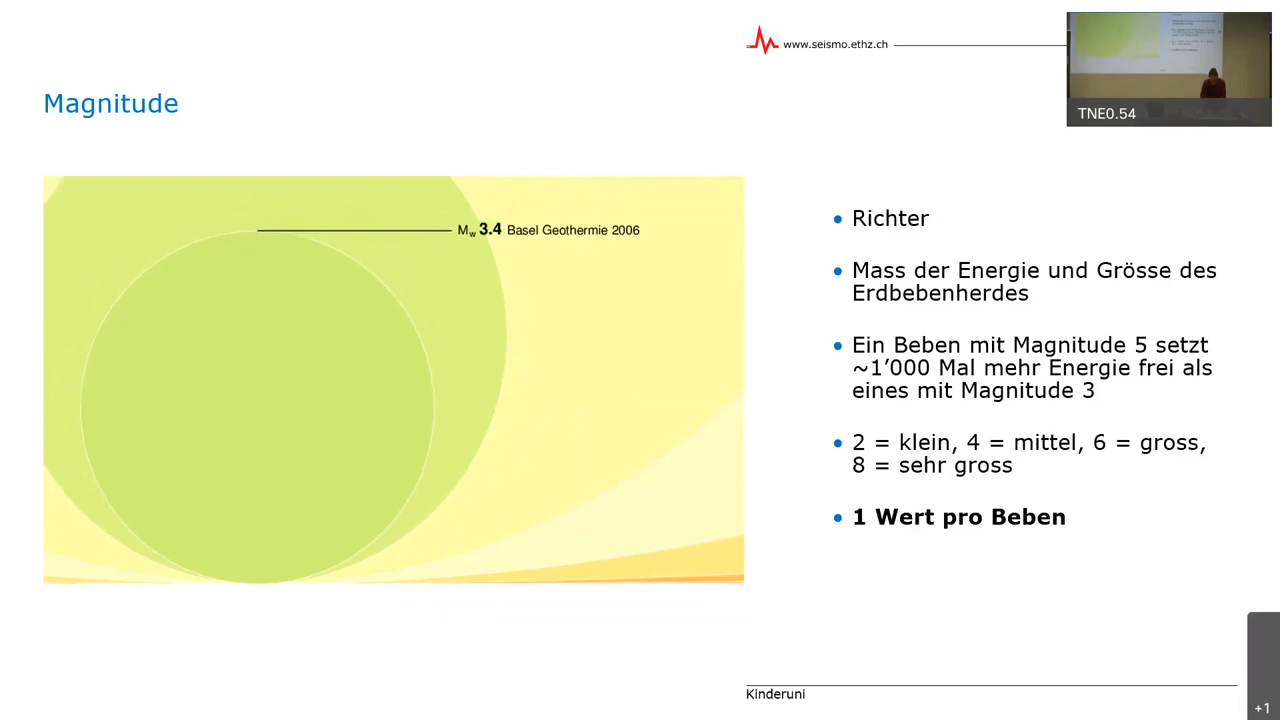 www.seismo.ethz.ch
TNE0.54
Magnitude
Mw 3.4 Basel Geothermie 2006
• Richter
• Mass der Energie und Grösse des
Erdbebenherdes
• Ein Beben mit Magnitude 5 setzt
~1’000 Mal mehr Energie frei als
eines mit Magnitude 3
• 2 = klein, 4 = mittel, 6 = gross,
8 = sehr gross
• 1 Wert pro Beben
Kinderuni
+1